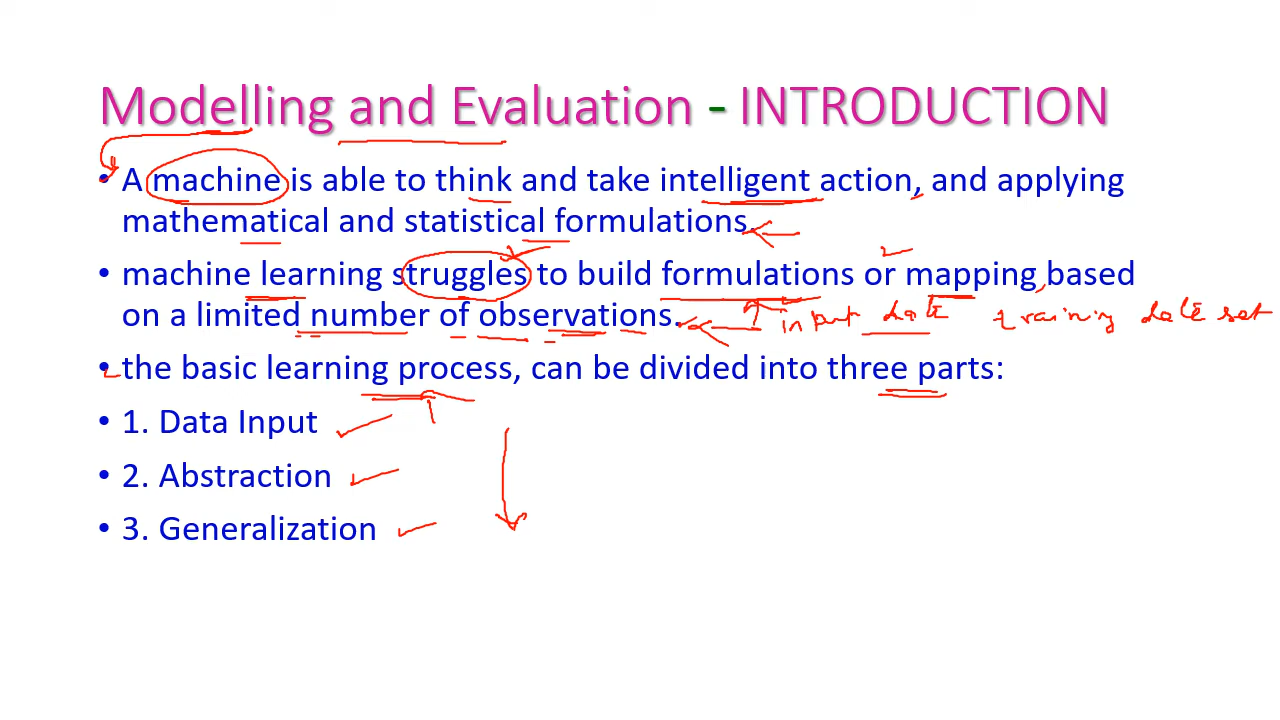 Modelling and Evaluation - INTRODUCTION
• A machine is able to think and take intelligent action, and applying
mathematical and statistical formulations.
• machine learning struggles to build formulations or mapping based
on a limited number of observations.
input data training data set
• the basic learning process, can be divided into three parts:
• 1. Data Input
• 2. Abstraction
• 3. Generalization